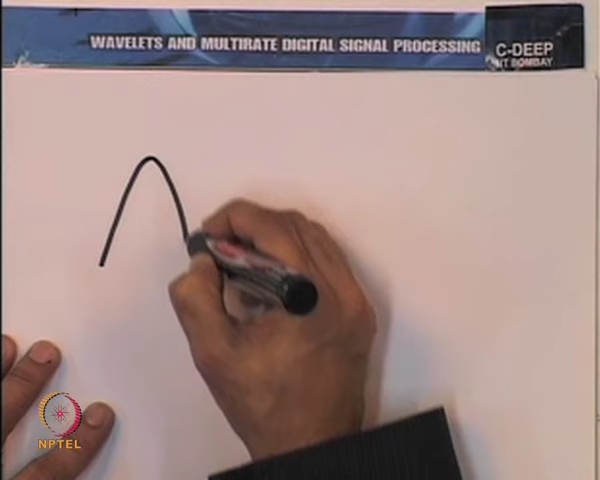 WAVELETS AND MULTIRATE DIGITAL SIGNAL PROCESSING
C-DEEP
IIT BOMBAY
NPTEL